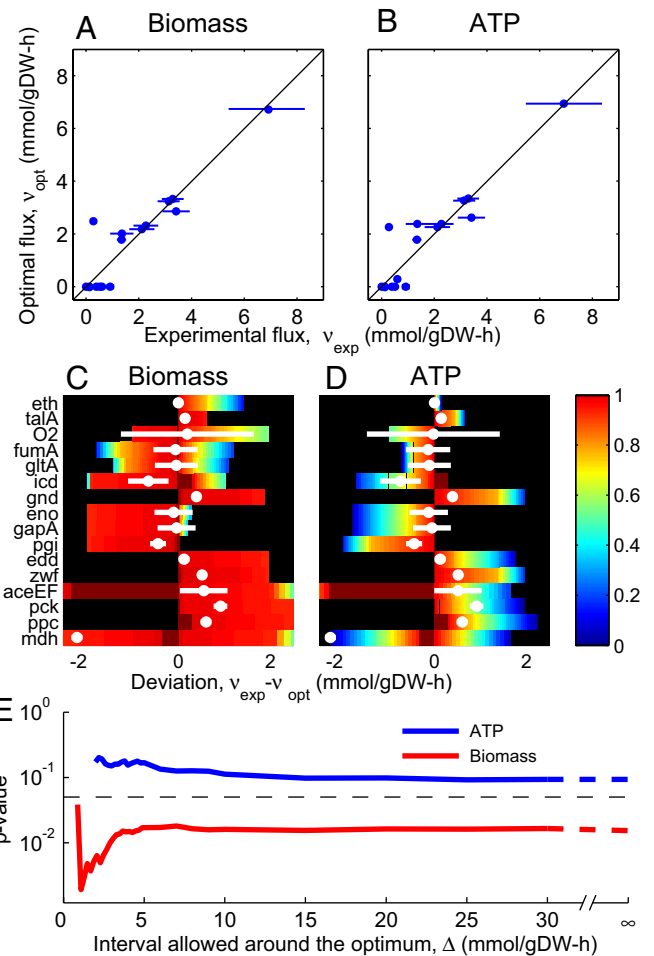 A Biomass
B ATP
Optimal flux, νopt (mmol/gDW-h)
8
6
4
2
0
0 2 4 6 8
0 2 4 6 8
Experimental flux, νexp (mmol/gDW-h)
C Biomass
D ATP
eth
talA
O2
fumA
gltA
icd
gnd
eno
gapA
pgi
edd
zwf
aceEF
pck
ppc
mdh
-2 0 2
-2 0 2
1
0.8
0.6
0.4
0.2
0
Deviation, νexp-νopt (mmol/gDW-h)
E
p-value
10^0
10^-1
10^-2
ATP
Biomass
0 5 10 15 20 25 30 ∞
Interval allowed around the optimum, Δ (mmol/gDW-h)